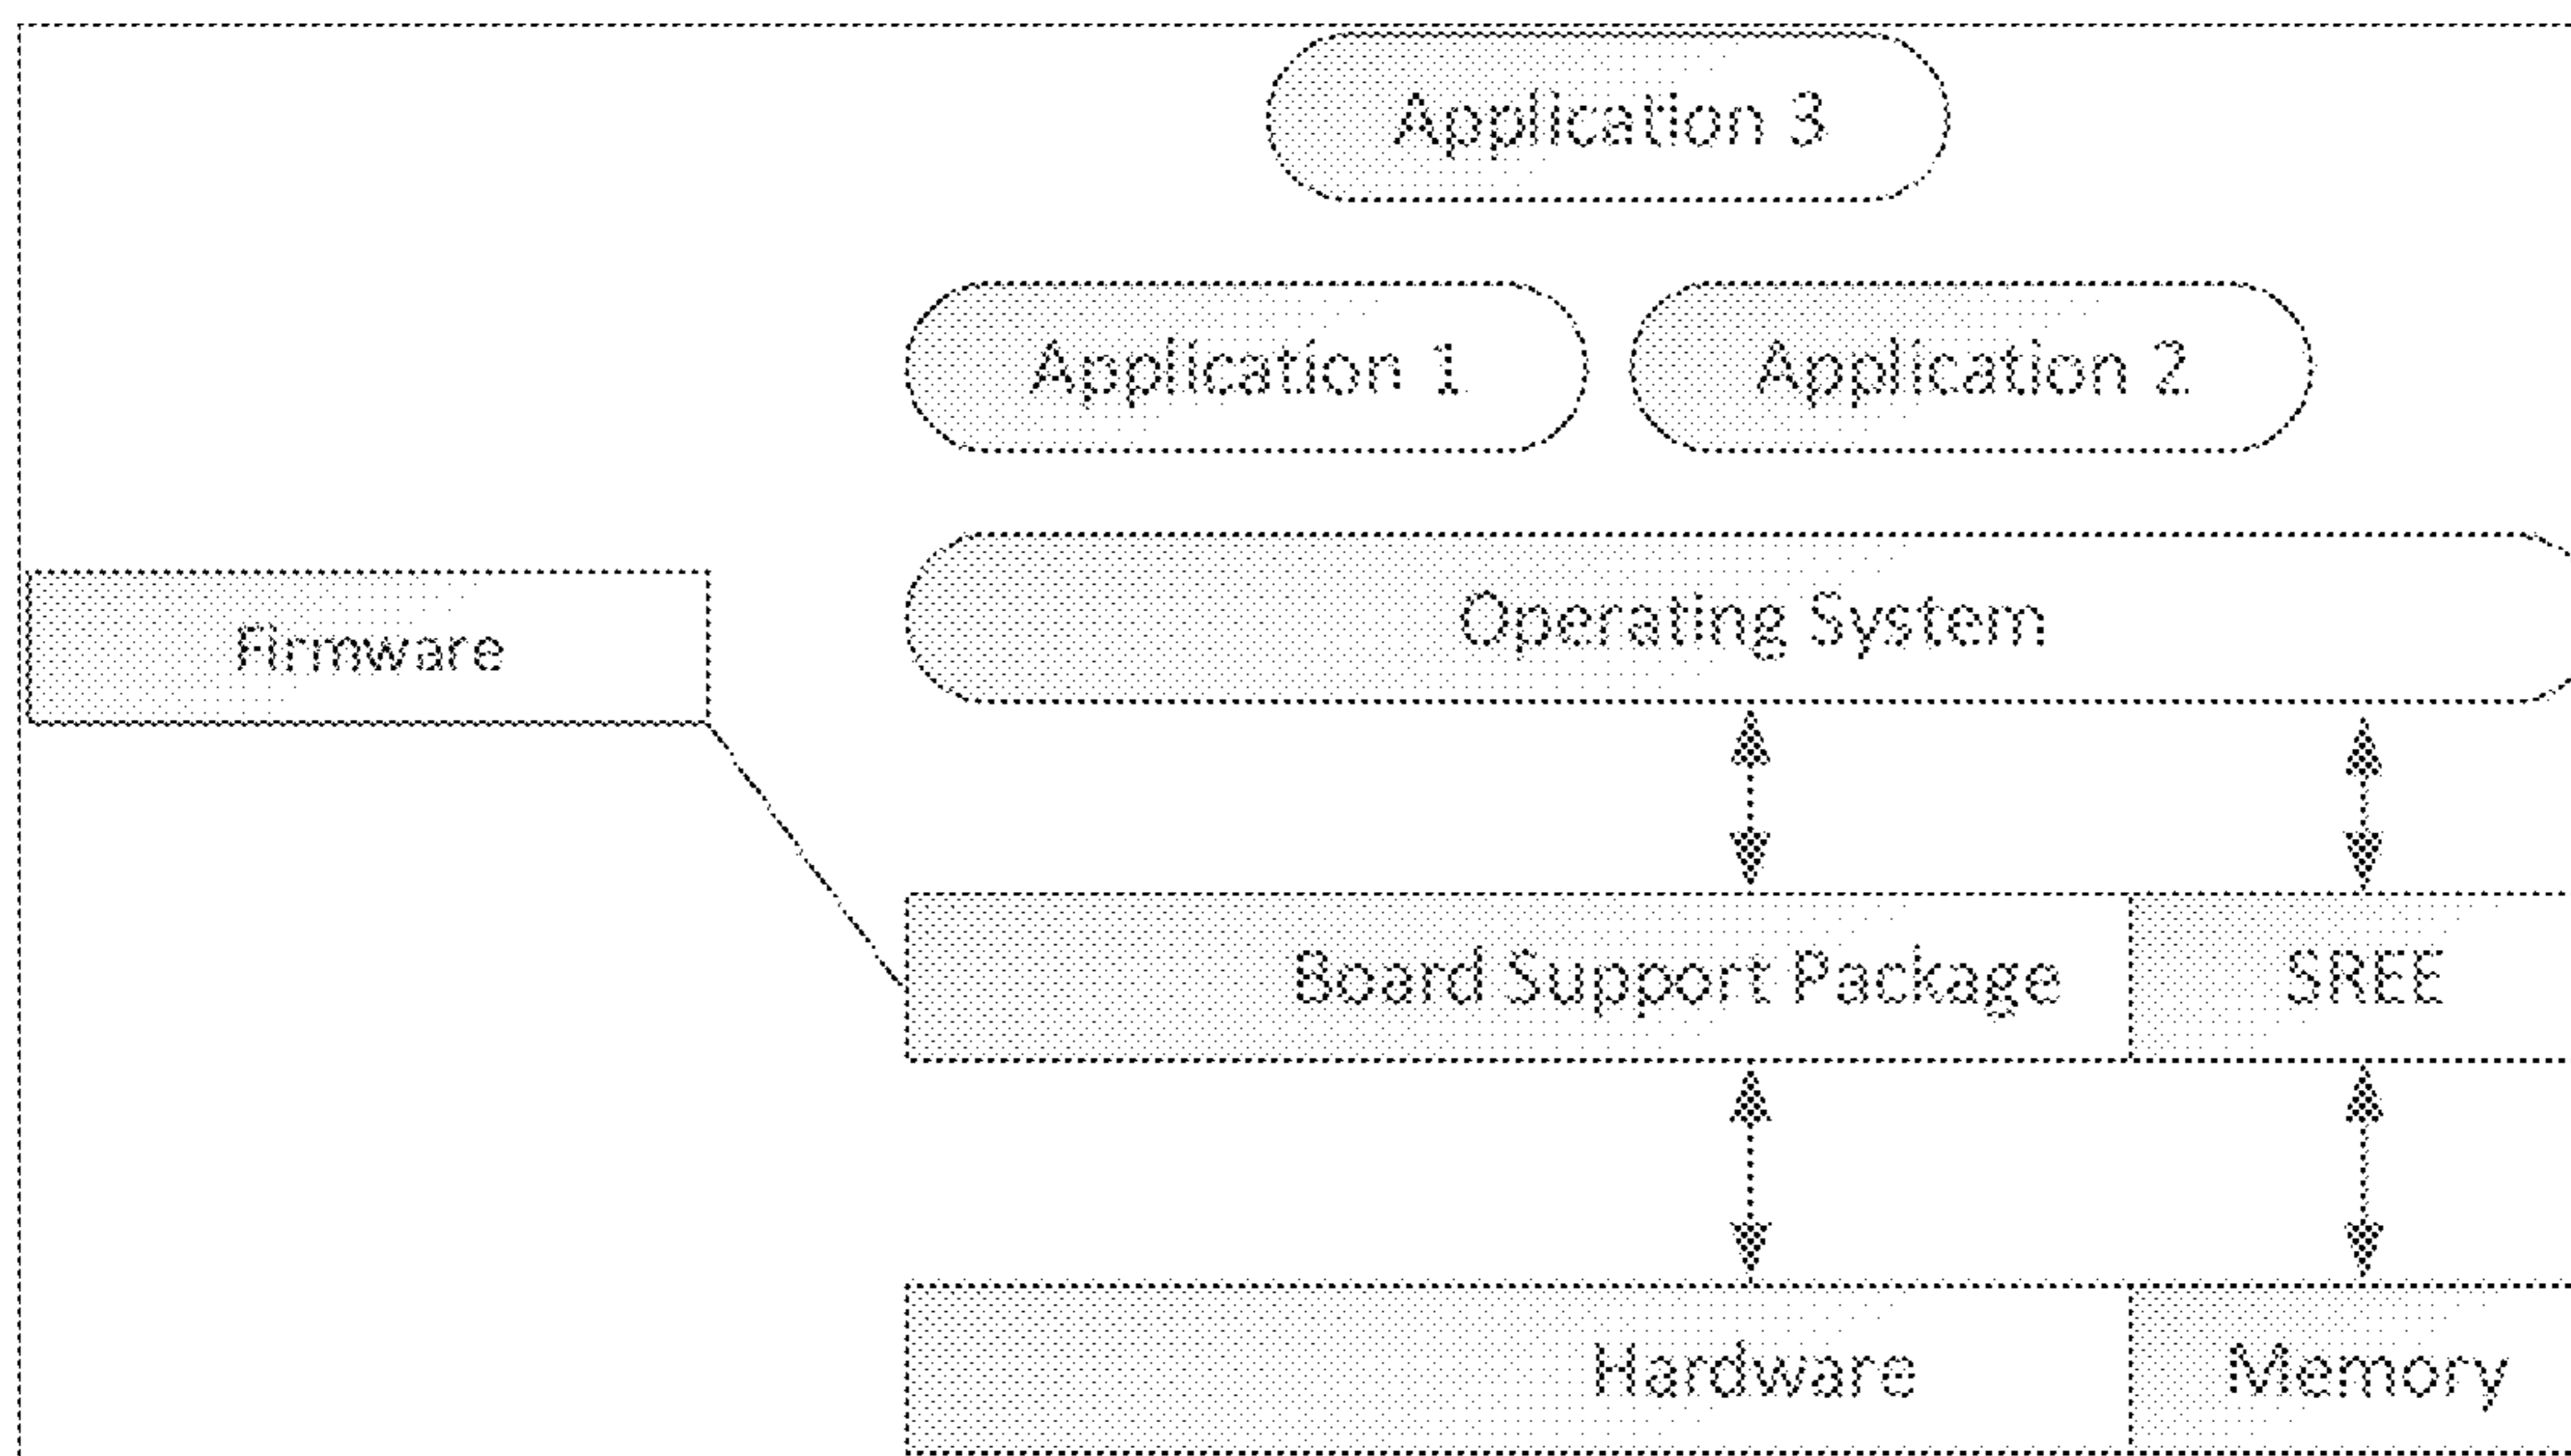 Application 3
Application 1
Application 2
Operating System
Firmware
Board Support Package
SREE
Hardware
Memory